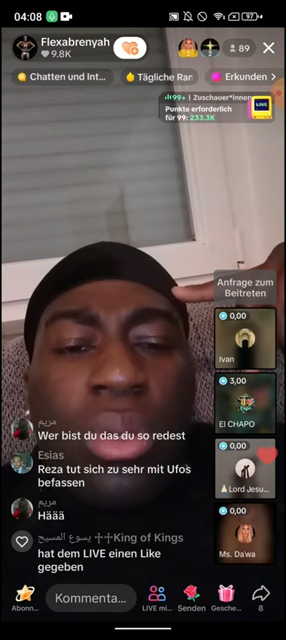 04:08
97
Flexabrenyah
9.8K
89
Chatten und Int...
Tägliche Ran
Erkunden >
99+ | Zuschauer*innen
Punkte erforderlich
für 99: 233.3K
LIVE
Anfrage zum
Beitreten
0,00
Ivan
3,00
El CHAPO
0,00
Lord Jesu...
0,00
Ms. Da'wa
مريم
Wer bist du das du so redest
Esias
Reza tut sich zu sehr mit Ufos
befassen
مريم
Häää
يسوع المسيح ☦☦King of Kings
hat dem LIVE einen Like
gegeben
Abonn...
Kommenta...
LIVE mi...
Senden
Gesche...
8